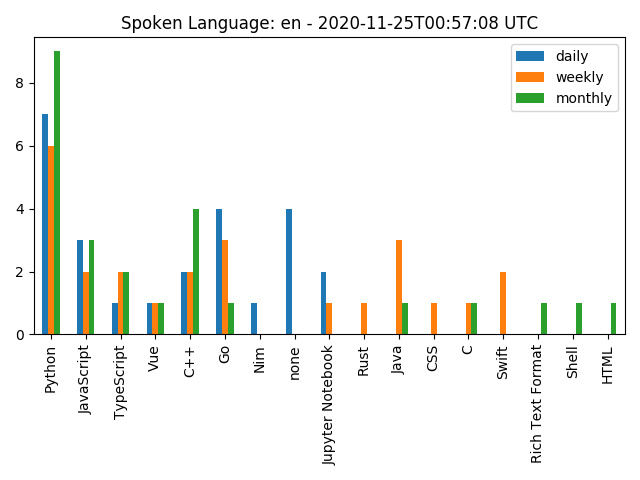 Spoken Language: en - 2020-11-25T00:57:08 UTC
daily
weekly
monthly
8
6
4
2
0
Python
JavaScript
TypeScript
Vue
C++
Go
Nim
none
Jupyter Notebook
Rust
Java
CSS
C
Swift
Rich Text Format
Shell
HTML